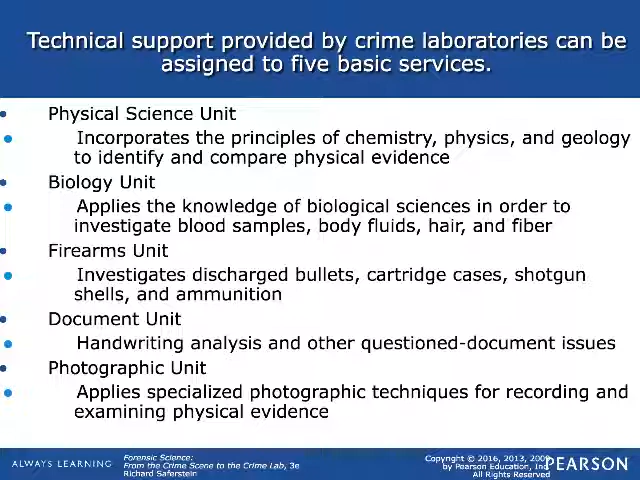 Technical support provided by crime laboratories can be
assigned to five basic services.
• Physical Science Unit
• Incorporates the principles of chemistry, physics, and geology
to identify and compare physical evidence
• Biology Unit
• Applies the knowledge of biological sciences in order to
investigate blood samples, body fluids, hair, and fiber
• Firearms Unit
• Investigates discharged bullets, cartridge cases, shotgun
shells, and ammunition
• Document Unit
• Handwriting analysis and other questioned-document issues
• Photographic Unit
• Applies specialized photographic techniques for recording and
examining physical evidence
ALWAYS LEARNING
Forensic Science:
From the Crime Scene to the Crime Lab, 3e
Richard Saferstein
Copyright © 2016, 2013, 2009
by Pearson Education, Inc
All Rights Reserved
PEARSON